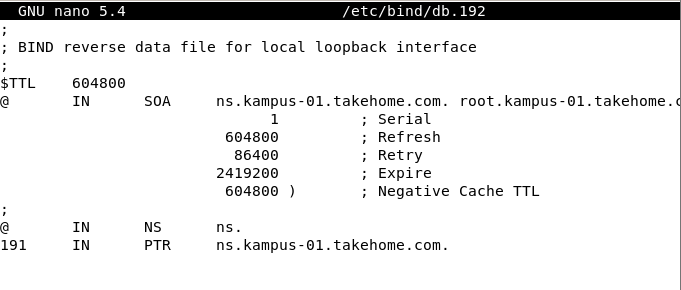 GNU nano 5.4                        /etc/bind/db.192
;
; BIND reverse data file for local loopback interface
;
$TTL    604800
@       IN      SOA     ns.kampus-01.takehome.com. root.kampus-01.takehome.c
                              1         ; Serial
                         604800         ; Refresh
                          86400         ; Retry
                        2419200         ; Expire
                         604800 )       ; Negative Cache TTL
;
@       IN      NS      ns.
191     IN      PTR     ns.kampus-01.takehome.com.